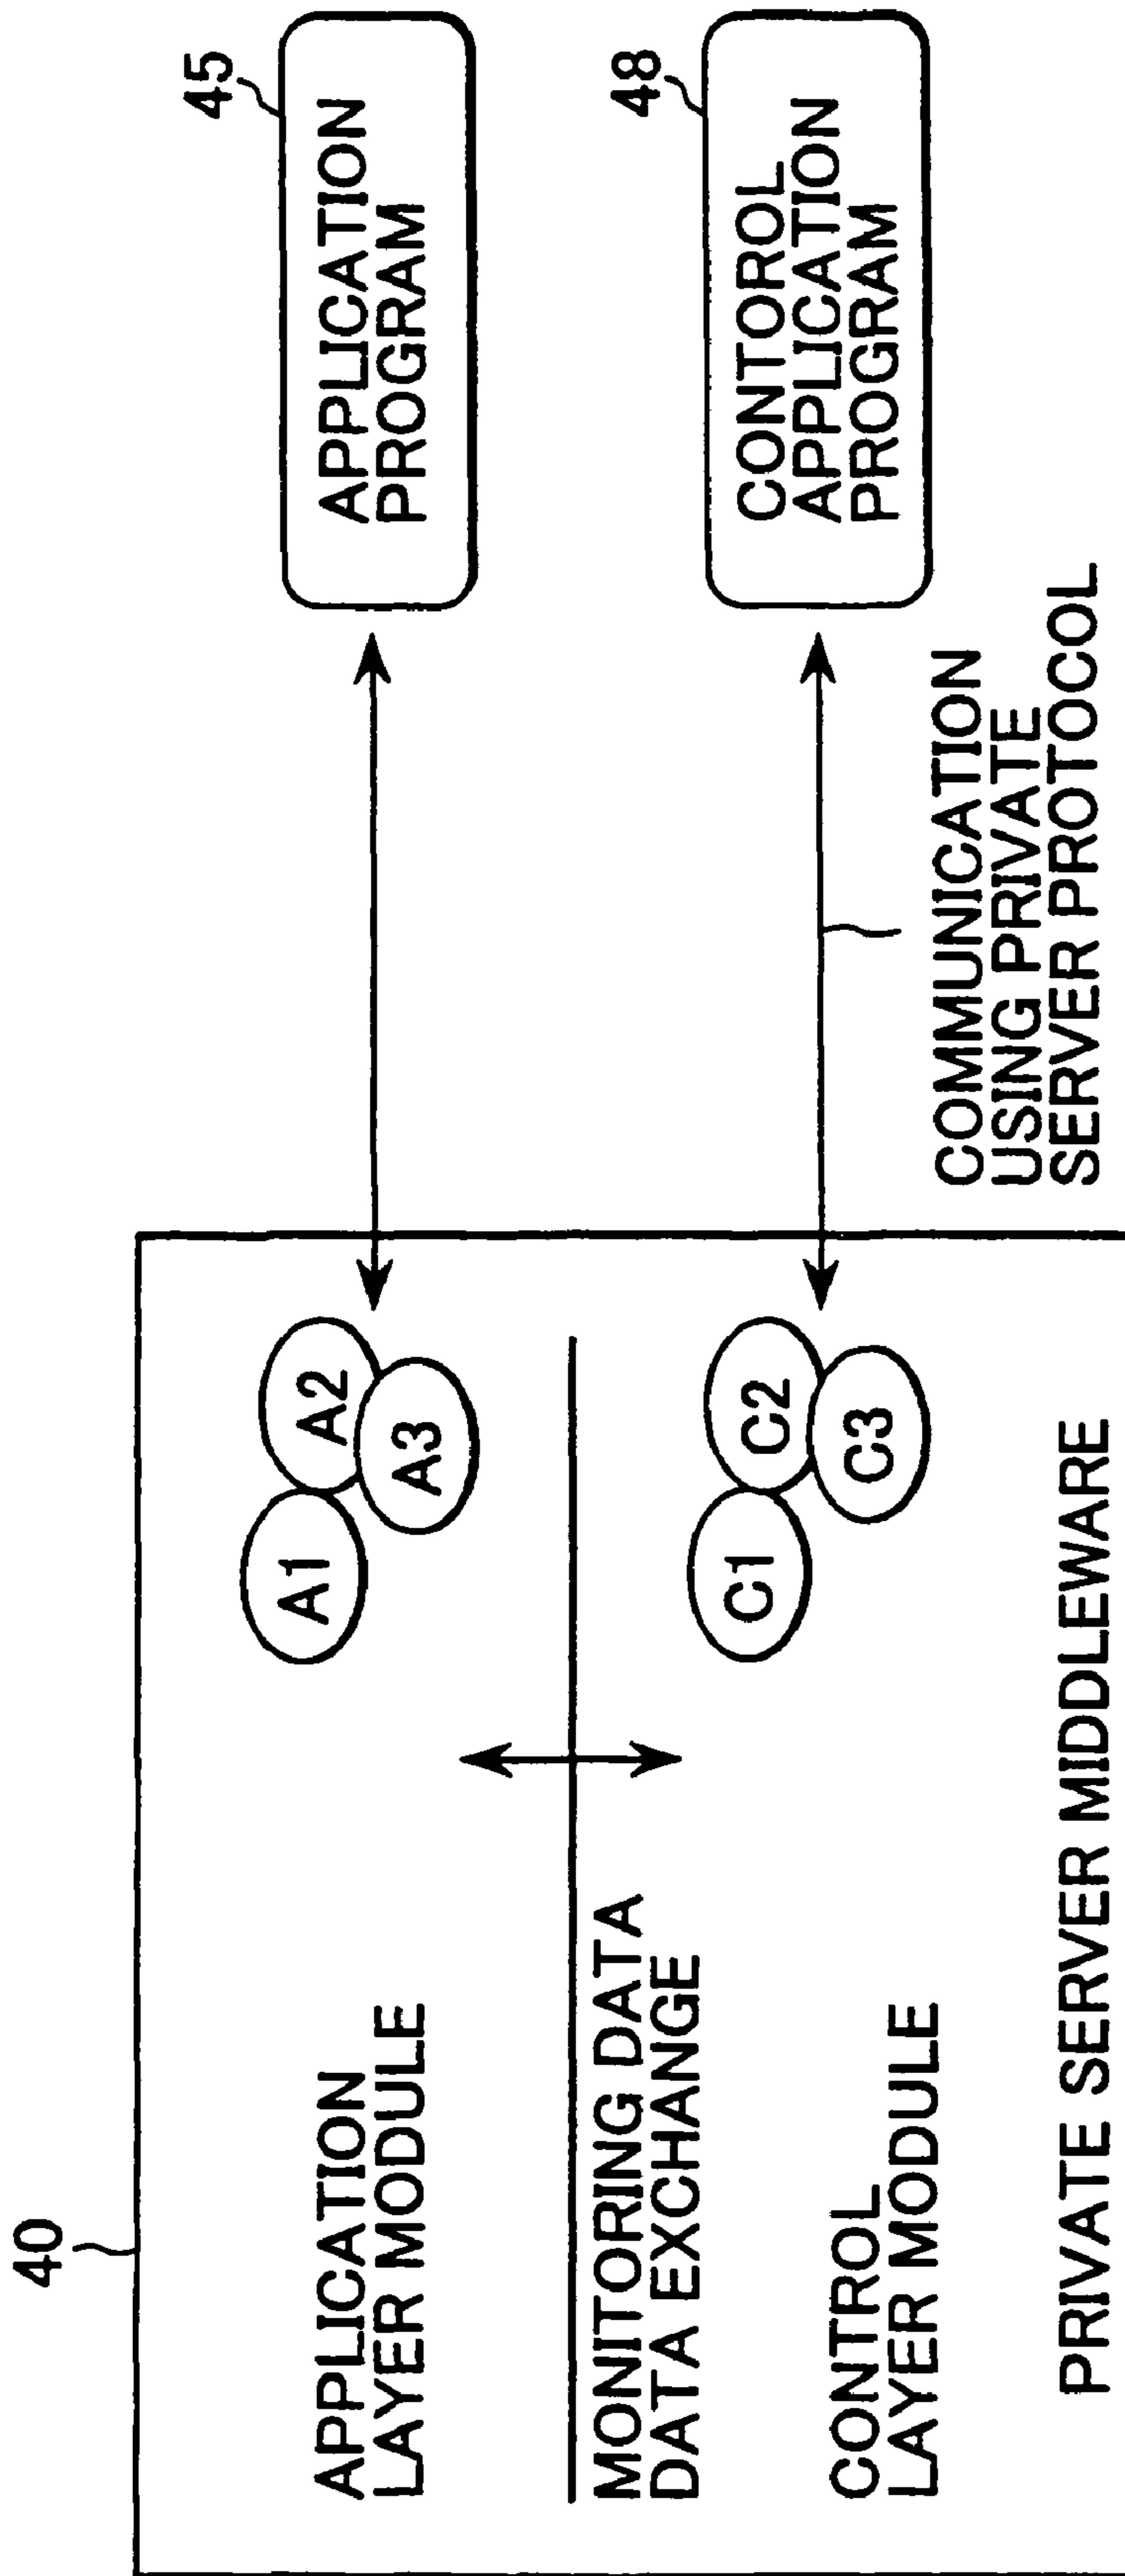 40
APPLICATION
LAYER MODULE
A1
A2
A3
MONITORING DATA
DATA EXCHANGE
CONTROL
LAYER MODULE
C1
C2
C3
PRIVATE SERVER MIDDLEWARE
45
APPLICATION
PROGRAM
48
CONTOROL
APPLICATION
PROGRAM
COMMUNICATION
USING PRIVATE
SERVER PROTOCOL